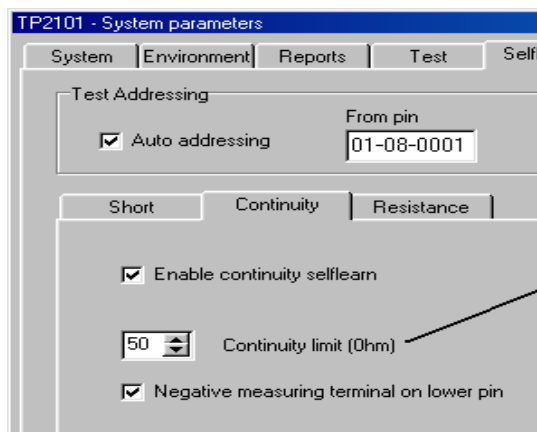 TP2101 - System parameters
System Environment Reports Test Self
Test Addressing
From pin
Auto addressing 01-08-0001
Short Continuity Resistance
Enable continuity selflearn
50 Continuity limit (Ohm)
Negative measuring terminal on lower pin